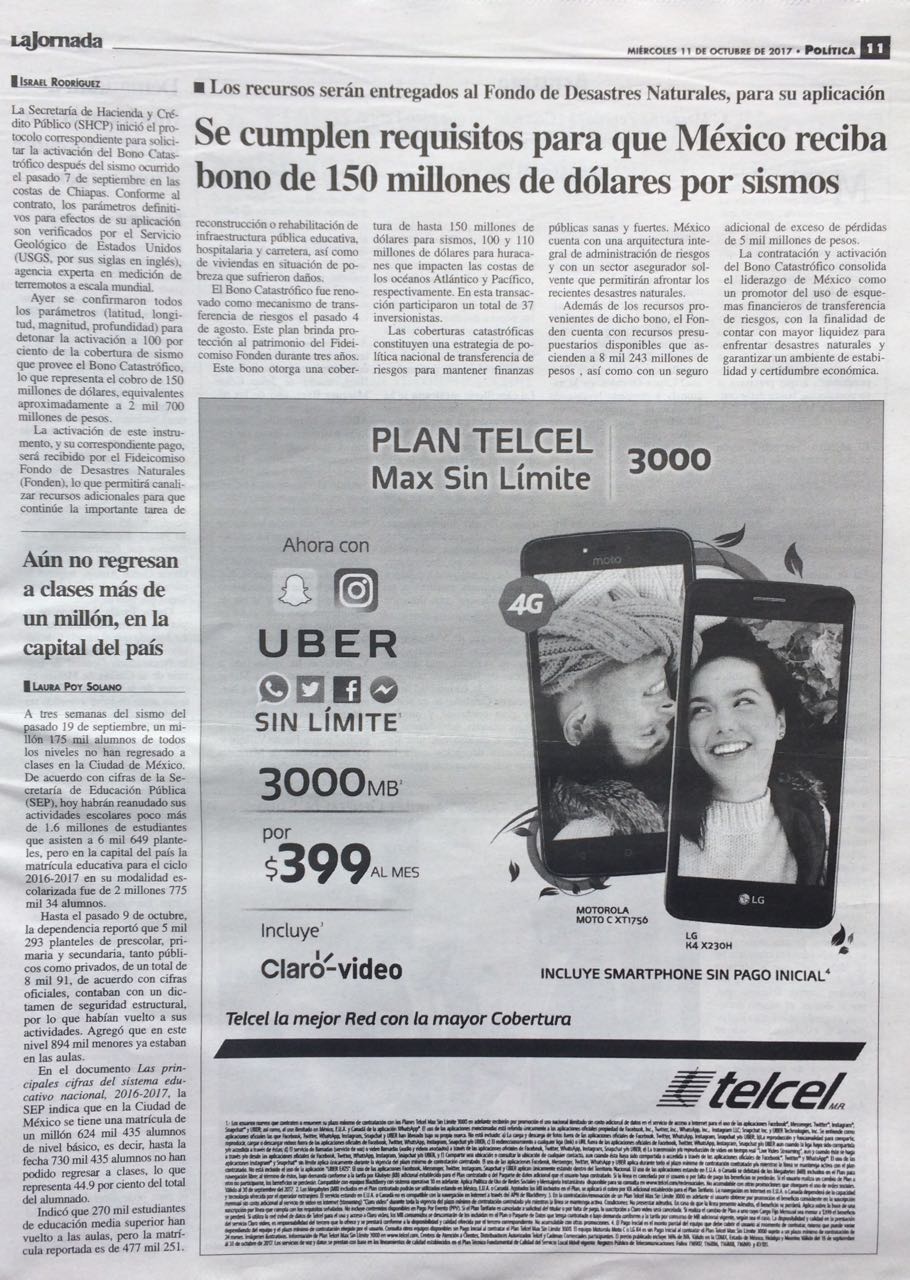 LaJornada
MIÉRCOLES 11 DE OCTUBRE DE 2017 • POLÍTICA 11
ISRAEL RODRÍGUEZ
■ Los recursos serán entregados al Fondo de Desastres Naturales, para su aplicación
Se cumplen requisitos para que México reciba
bono de 150 millones de dólares por sismos
La Secretaría de Hacienda y Cré-
dito Público (SHCP) inició el pro-
tocolo correspondiente para solici-
tar la activación del Bono Catas-
trófico después del sismo ocurrido
el pasado 7 de septiembre en las
costas de Chiapas. Conforme al
contrato, los parámetros definiti-
vos para efectos de su aplicación
son verificados por el Servicio
Geológico de Estados Unidos
(USGS, por sus siglas en inglés),
agencia experta en medición de
terremotos a escala mundial.
Ayer se confirmaron todos
los parámetros (latitud, longi-
tud, magnitud, profundidad) para
detonar la activación a 100 por
ciento de la cobertura de sismo
que provee el Bono Catastrófico,
lo que representa el cobro de 150
millones de dólares, equivalentes
aproximadamente a 2 mil 700
millones de pesos.
La activación de este instru-
mento, y su correspondiente pago,
será recibido por el Fideicomiso
Fondo de Desastres Naturales
(Fonden), lo que permitirá canali-
zar recursos adicionales para que
continúe la importante tarea de
reconstrucción o rehabilitación de
infraestructura pública educativa,
hospitalaria y carretera, así como
de viviendas en situación de po-
breza que sufrieron daños.
El Bono Catastrófico fue reno-
vado como mecanismo de trans-
ferencia de riesgos el pasado 4
de agosto. Este plan brinda pro-
tección al patrimonio del Fidei-
comiso Fonden durante tres años.
Este bono otorga una cober-
tura de hasta 150 millones de
dólares para sismos, 100 y 110
millones de dólares para huraca-
nes que impacten las costas de
los océanos Atlántico y Pacífico,
respectivamente. En esta transac-
ción participaron un total de 37
inversionistas.
Las coberturas catastróficas
constituyen una estrategia de po-
lítica nacional de transferencia de
riesgos para mantener finanzas
públicas sanas y fuertes. México
cuenta con una arquitectura inte-
gral de administración de riesgos
y con un sector asegurador sol-
vente que permitirán afrontar los
recientes desastres naturales.
Además de los recursos pro-
venientes de dicho bono, el Fon-
den cuenta con recursos presu-
puestarios disponibles que as-
cienden a 8 mil 243 millones de
pesos , así como con un seguro
adicional de exceso de pérdidas
de 5 mil millones de pesos.
La contratación y activación
del Bono Catastrófico consolida
el liderazgo de México como
un promotor del uso de esque-
mas financieros de transferencia
de riesgos, con la finalidad de
contar con mayor liquidez para
enfrentar desastres naturales y
garantizar un ambiente de estabi-
lidad y certidumbre económica.
Aún no regresan
a clases más de
un millón, en la
capital del país
LAURA POY SOLANO
A tres semanas del sismo del
pasado 19 de septiembre, un mi-
llón 175 mil alumnos de todos
los niveles no han regresado a
clases en la Ciudad de México.
De acuerdo con cifras de la Se-
cretaría de Educación Pública
(SEP), hoy habrán reanudado sus
actividades escolares poco más
de 1.6 millones de estudiantes
que asisten a 6 mil 649 plante-
les, pero en la capital del país la
matrícula educativa para el ciclo
2016-2017 en su modalidad es-
colarizada fue de 2 millones 775
mil 34 alumnos.
Hasta el pasado 9 de octubre,
la dependencia reportó que 5 mil
293 planteles de prescolar, pri-
maria y secundaria, tanto públi-
cos como privados, de un total de
8 mil 91, de acuerdo con cifras
oficiales, contaban con un dic-
tamen de seguridad estructural,
por lo que habían vuelto a sus
actividades. Agregó que en este
nivel 894 mil menores ya estaban
en las aulas.
En el documento Las prin-
cipales cifras del sistema edu-
cativo nacional, 2016-2017, la
SEP indica que en la Ciudad de
México se tiene una matrícula de
un millón 624 mil 435 alumnos
de nivel básico, es decir, hasta la
fecha 730 mil 435 alumnos no han
podido regresar a clases, lo que
representa 44.9 por ciento del total
del alumnado.
Indicó que 270 mil estudiantes
de educación media superior han
vuelto a las aulas, pero la matrí-
cula reportada es de 477 mil 251.
PLAN TELCEL
Max Sin Límite
3000
Ahora con
UBER
SIN LÍMITE¹
3000MB²
por
$399 AL MES
Incluye³
Claro-video
4G
moto
LG
MOTOROLA
MOTO C XT1756
LG
K4 X230H
INCLUYE SMARTPHONE SIN PAGO INICIAL⁴
Telcel la mejor Red con la mayor Cobertura
telcel M.R.